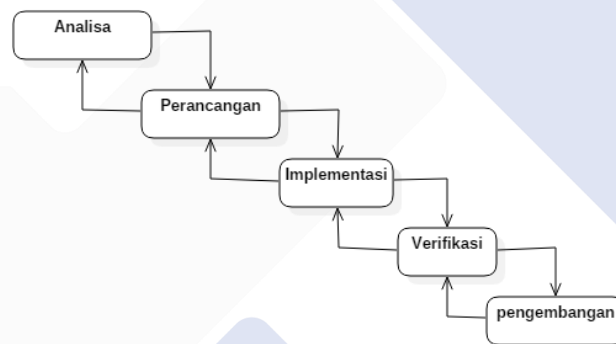 Analisa
Perancangan
Implementasi
Verifikasi
pengembangan